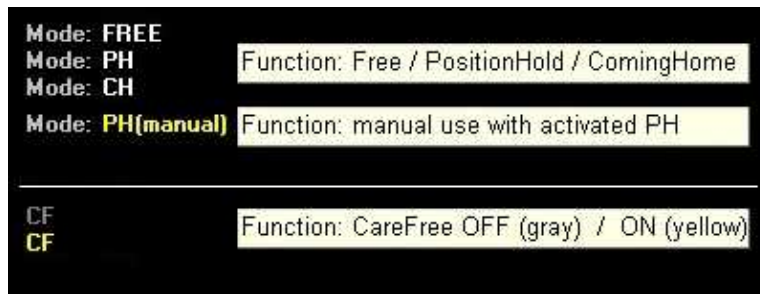 Mode: FREE
Mode: PH
Function: Free / PositionHold / ComingHome
Mode: CH
Mode: PH(manual) Function: manual use with activated PH
CF
Function: CareFree OFF (gray) / ON (yellow)
CF